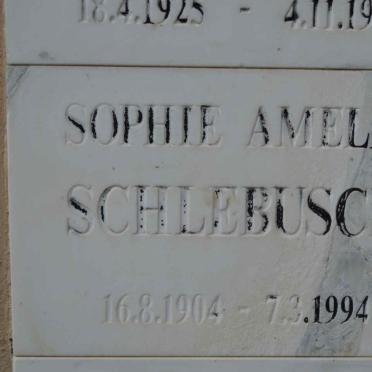 18.4.1925 - 4.11.19
SOPHIE AMEL
SCHLEBUSC
16.8.1904 - 7.3.1994